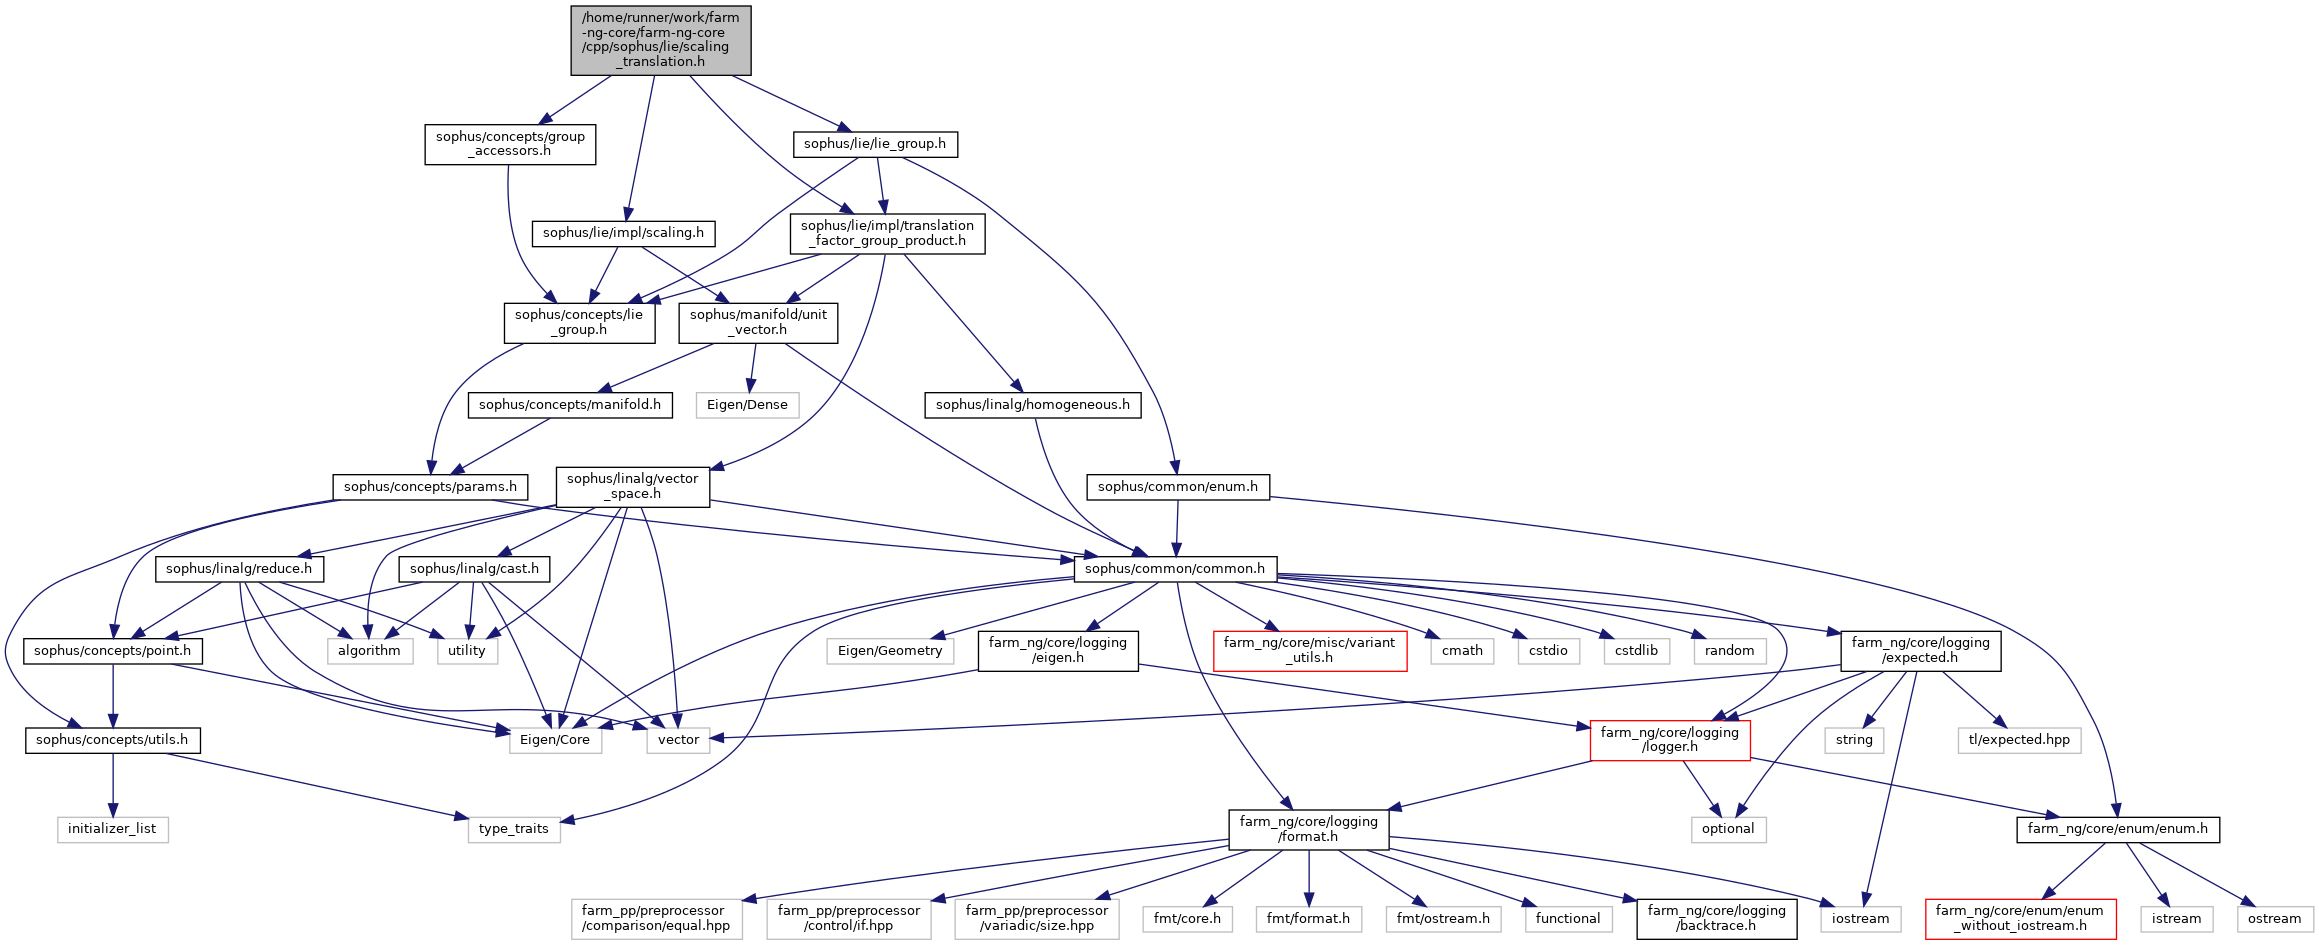 /home/runner/work/farm
-ng-core/farm-ng-core
/cpp/sophus/lie/scaling
_translation.h
sophus/concepts/group
_accessors.h
sophus/lie/lie_group.h
sophus/lie/impl/scaling.h
sophus/lie/impl/translation
_factor_group_product.h
sophus/concepts/lie
_group.h
sophus/manifold/unit
_vector.h
sophus/concepts/manifold.h
Eigen/Dense
sophus/linalg/homogeneous.h
sophus/concepts/params.h
sophus/linalg/vector
_space.h
sophus/common/enum.h
sophus/linalg/reduce.h
sophus/linalg/cast.h
sophus/common/common.h
sophus/concepts/point.h
algorithm
utility
Eigen/Geometry
farm_ng/core/logging
/eigen.h
farm_ng/core/misc/variant
_utils.h
cmath
cstdio
cstdlib
random
farm_ng/core/logging
/expected.h
sophus/concepts/utils.h
Eigen/Core
vector
farm_ng/core/logging
/logger.h
string
tl/expected.hpp
initializer_list
type_traits
farm_ng/core/logging
/format.h
optional
farm_ng/core/enum/enum.h
farm_pp/preprocessor
/comparison/equal.hpp
farm_pp/preprocessor
/control/if.hpp
farm_pp/preprocessor
/variadic/size.hpp
fmt/core.h
fmt/format.h
fmt/ostream.h
functional
farm_ng/core/logging
/backtrace.h
iostream
farm_ng/core/enum/enum
_without_iostream.h
istream
ostream